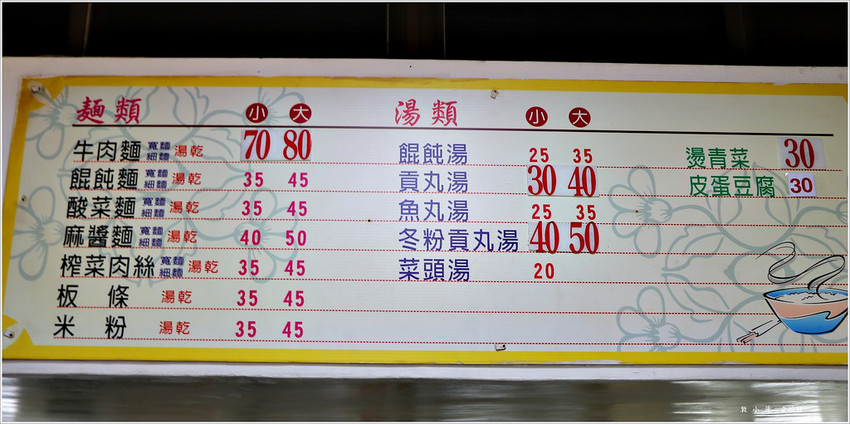 麵類 小 大
牛肉麵 寬麵 細麵 湯乾 70 80
餛飩麵 寬麵 細麵 湯乾 35 45
酸菜麵 寬麵 細麵 湯乾 35 45
麻醬麵 寬麵 細麵 湯乾 40 50
榨菜肉絲 寬麵 細麵 湯乾 35 45
板條 湯乾 35 45
米粉 湯乾 35 45
湯類 小 大
餛飩湯 25 35
貢丸湯 30 40
魚丸湯 25 35
冬粉貢丸湯 40 50
菜頭湯 20
燙青菜 30
皮蛋豆腐 30